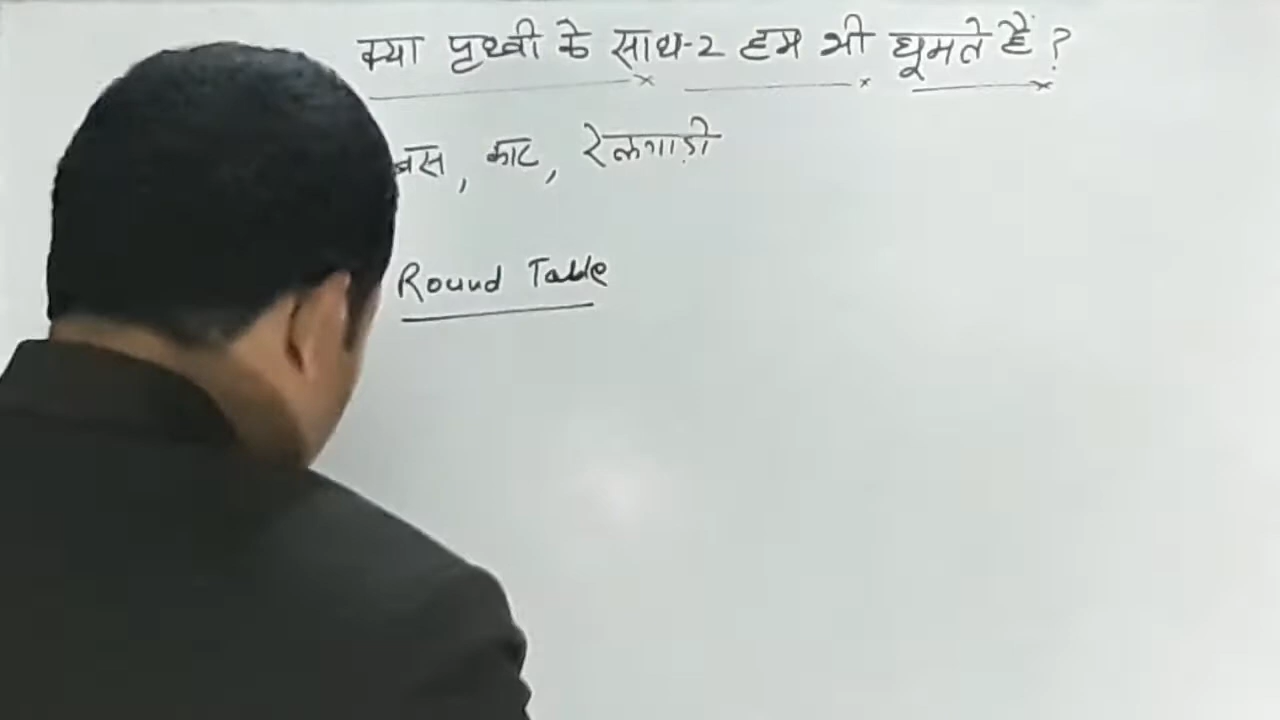 क्या पृथ्वी के साथ-2 हम भी घूमते हैं ?
बस, कार, रेलगाड़ी
Round Table